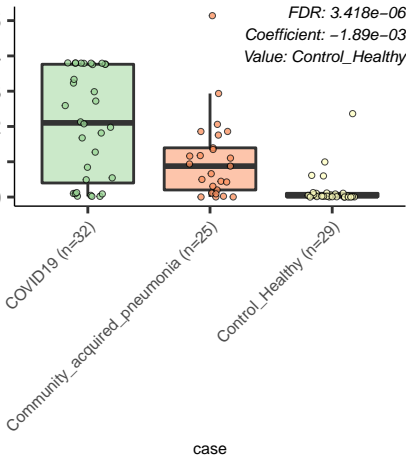 FDR: 3.418e−06
Coefficient: −1.89e−03
Value: Control_Healthy
COVID19 (n=32)
Community_acquired_pneumonia (n=25)
Control_Healthy (n=29)
case